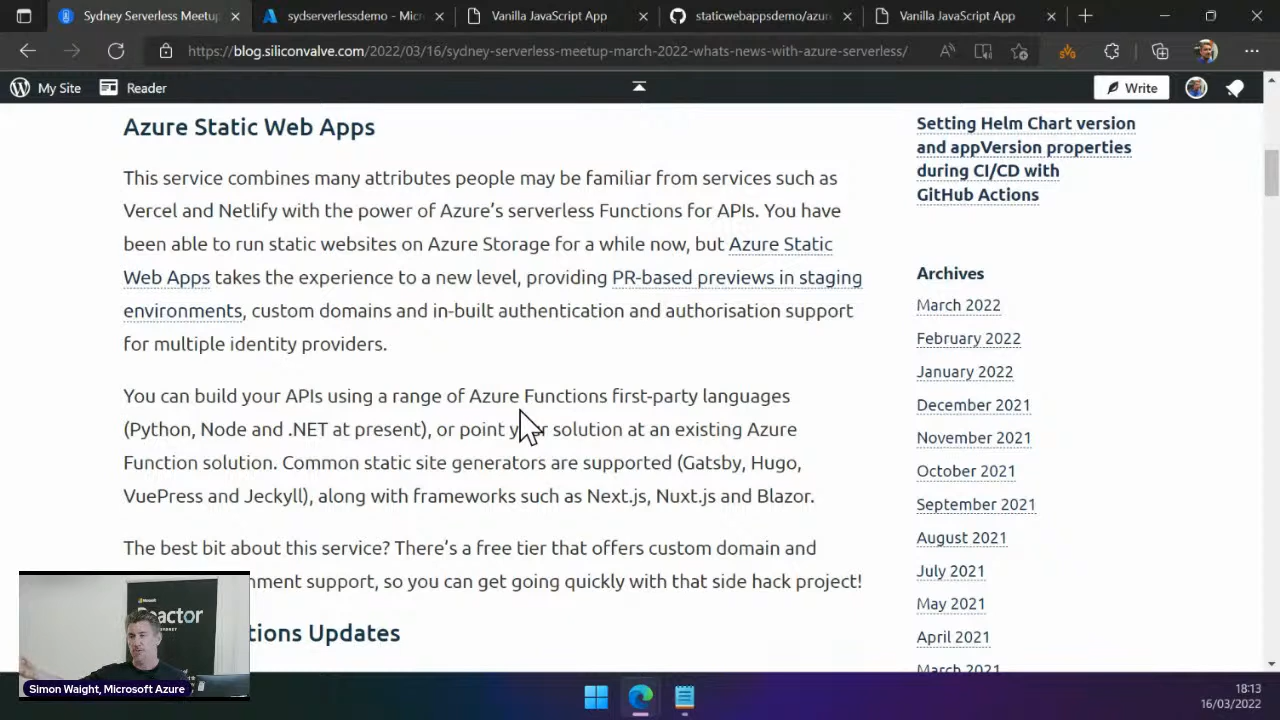 Sydney Serverless Meetup
sydserverlessdemo - Mic
Vanilla JavaScript App
staticwebappsdemo/azur
Vanilla JavaScript App
https://blog.siliconvalve.com/2022/03/16/sydney-serverless-meetup-march-2022-whats-new-with-azure-serverless/
My Site
Reader
Write
Azure Static Web Apps
This service combines the attributes people may be familiar from services such as
Vercel and Netlify with the power of Azure's serverless Functions for APIs. You have
been able to run static websites on Azure Storage for a while now, but Azure Static
Web Apps takes the experience to a new level, providing PR-based previews in staging
environments, custom domains and in-built authentication and authorisation support
for multiple identity providers.
You can build your APIs using a range of Azure Functions first-party languages
(Python, Node and .NET at present), or point your solution at an existing Azure
Function solution. Common static site generators are supported (Gatsby, Hugo,
VuePress and Jeckyll), along with frameworks such as Next.js, Nuxt.js and Blazor.
The best bit about this service? There's a free tier that offers custom domain and
nment support, so you can get going quickly with that side hack project!
tions Updates
Setting Helm Chart version
and appVersion properties
during CI/CD with
GitHub Actions
Archives
March 2022
February 2022
January 2022
December 2021
November 2021
October 2021
September 2021
August 2021
July 2021
May 2021
April 2021
March 2021
Microsoft
Reactor
SYDNEY
Simon Waight, Microsoft Azure
18:13
16/03/2022